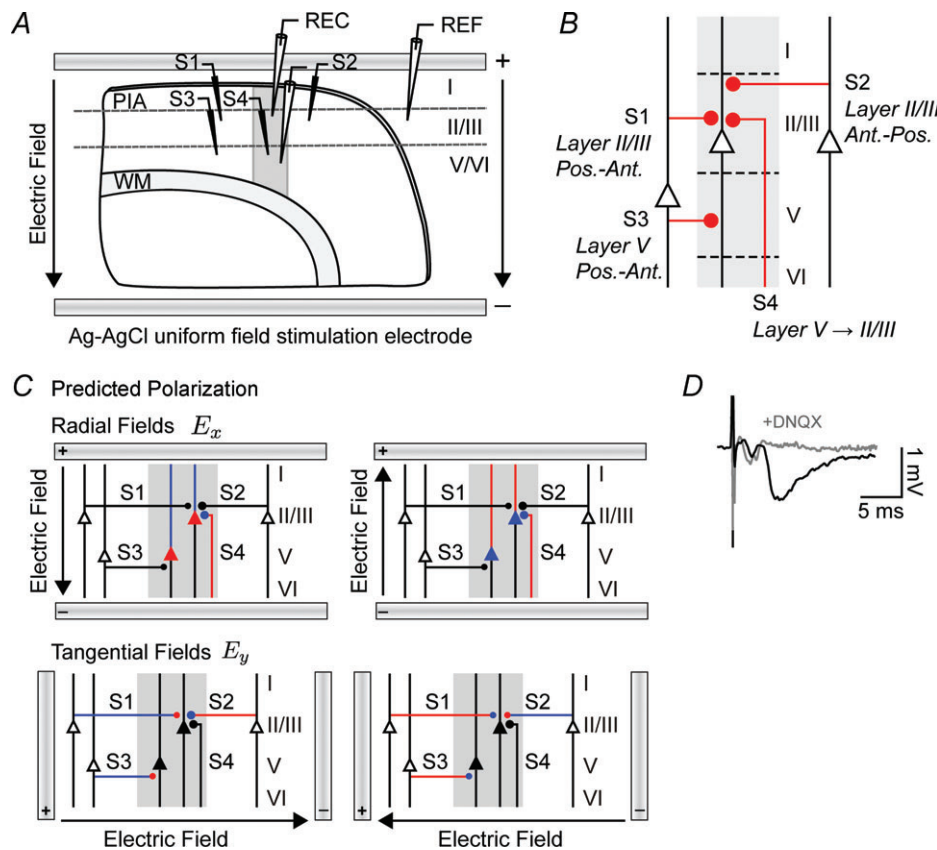 A
REC
REF
S1
S2
+
PIA
S3
S4
I
II/III
V/VI
WM
Electric Field
–
Ag-AgCl uniform field stimulation electrode
B
I
S2
Layer II/III
Ant.-Pos.
S1
II/III
Layer II/III
Pos.-Ant.
S3
V
Layer V
Pos.-Ant.
VI
S4
Layer V → II/III
C Predicted Polarization
Radial Fields E_x
+
Electric Field
S1
S2
I
II/III
S3
S4
V
VI
–
+
Electric Field
S1
S2
I
II/III
S3
S4
V
VI
–
Tangential Fields E_y
S1
S2
I
II/III
S3
S4
V
VI
+
–
Electric Field
S1
S2
I
II/III
S3
S4
V
VI
+
–
Electric Field
D
+DNQX
1 mV
5 ms